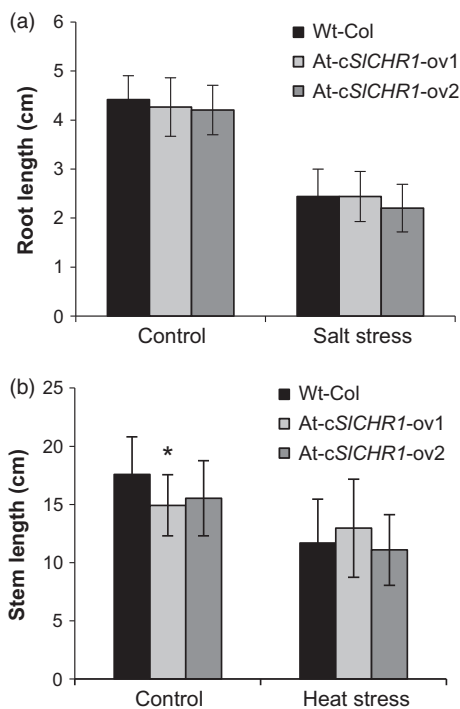 (a)
6
5
4
3
2
1
0
Root length (cm)
Wt-Col
At-cSlCHR1-ov1
At-cSlCHR1-ov2
Control
Salt stress
(b)
25
20
15
10
5
0
Stem length (cm)
Wt-Col
At-cSlCHR1-ov1
At-cSlCHR1-ov2
*
Control
Heat stress